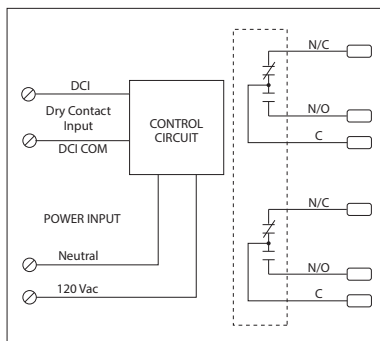 DCI
Dry Contact
Input
DCI COM
CONTROL
CIRCUIT
POWER INPUT
Neutral
120 Vac
N/C
N/O
C
N/C
N/O
C